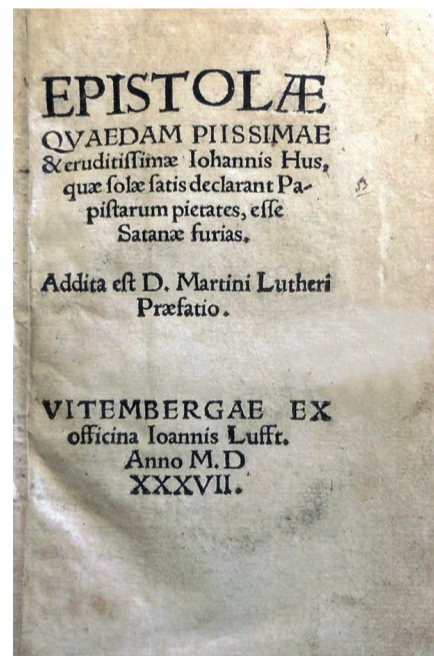 EPISTOLÆ
QVAEDAM PIISSIMAE
& eruditiſſimæ Iohannis Hus,
quæ ſolæ ſatis declarant Pa-
piſtarum pietates, eſſe
Satanæ furias.
Addita eſt D. Martini Lutheri
Præfatio.
VITEMBERGAE EX
officina Ioannis Lufft.
Anno M. D
XXXVII.